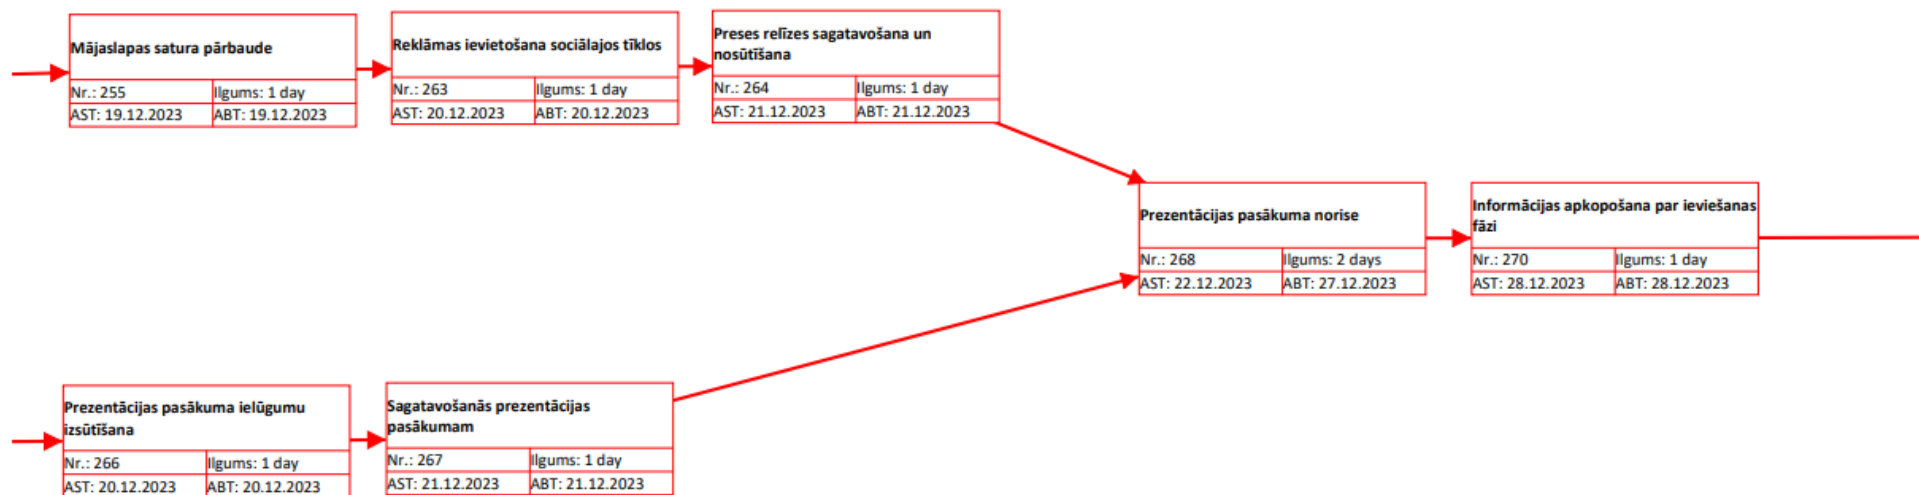 Mājaslapas satura pārbaude
Nr.: 255 Ilgums: 1 day
AST: 19.12.2023 ABT: 19.12.2023
Reklāmas ievietošana sociālajos tīklos
Nr.: 263 Ilgums: 1 day
AST: 20.12.2023 ABT: 20.12.2023
Preses relīzes sagatavošana un
nosūtīšana
Nr.: 264 Ilgums: 1 day
AST: 21.12.2023 ABT: 21.12.2023
Prezentācijas pasākuma norise
Nr.: 268 Ilgums: 2 days
AST: 22.12.2023 ABT: 27.12.2023
Informācijas apkopošana par ieviešanas
fāzi
Nr.: 270 Ilgums: 1 day
AST: 28.12.2023 ABT: 28.12.2023
Prezentācijas pasākuma ielūgumu
izsūtīšana
Nr.: 266 Ilgums: 1 day
AST: 20.12.2023 ABT: 20.12.2023
Sagatavošanās prezentācijas
pasākumam
Nr.: 267 Ilgums: 1 day
AST: 21.12.2023 ABT: 21.12.2023